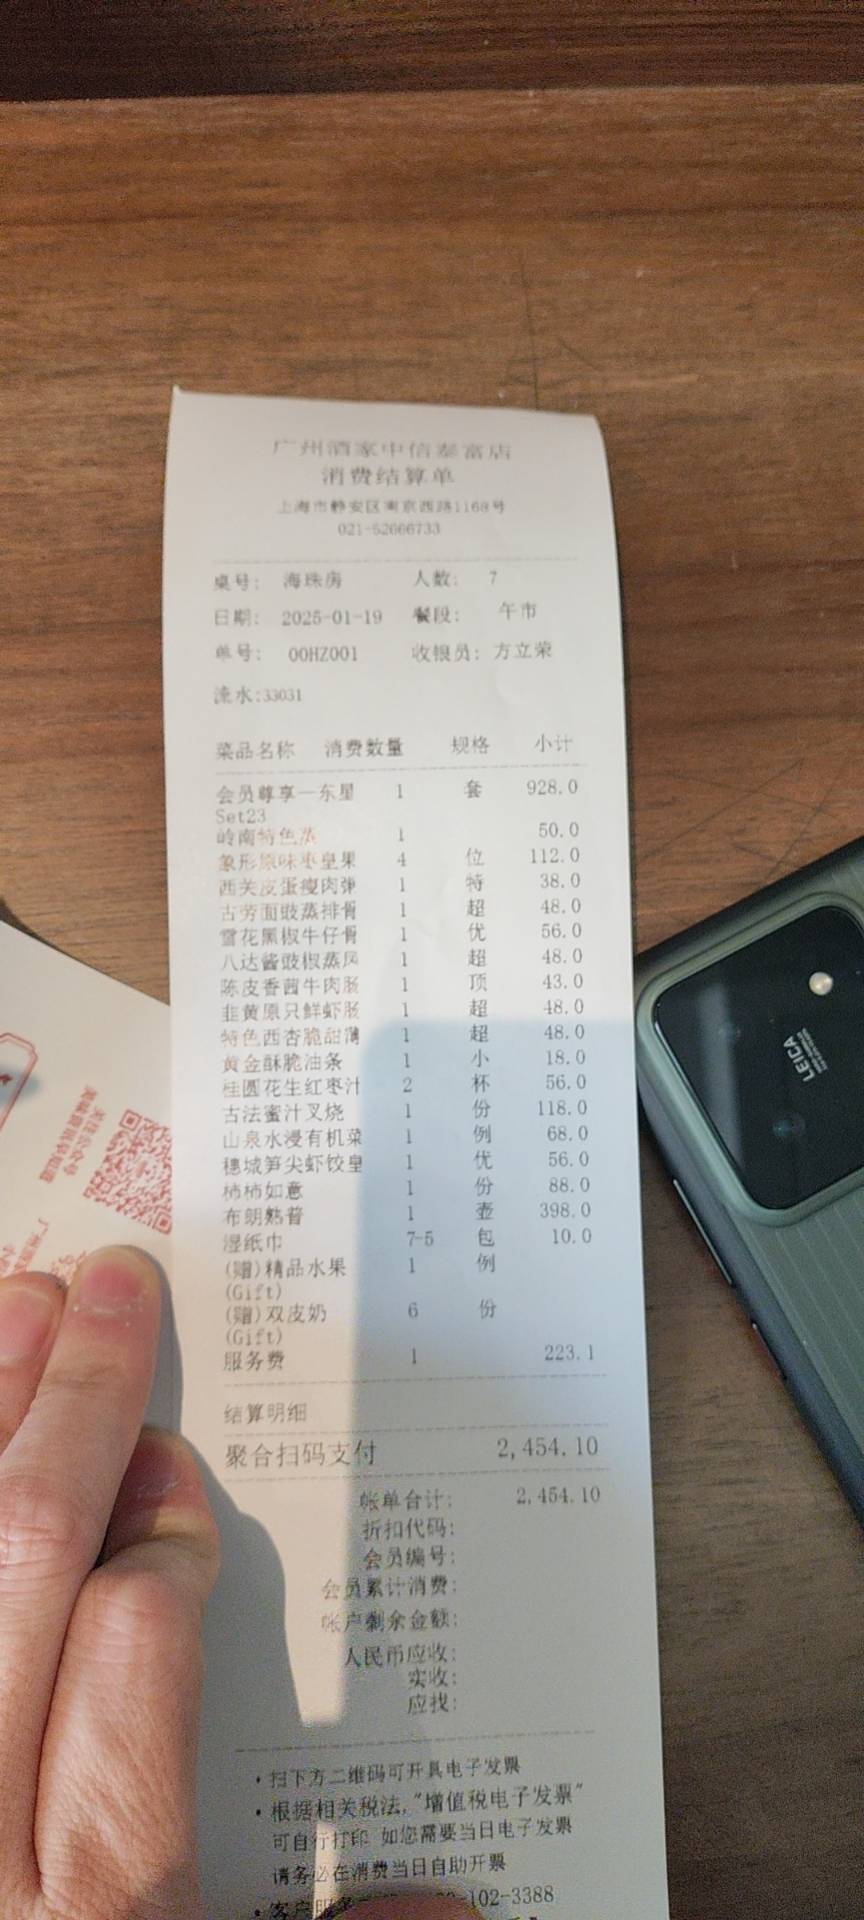 广州酒家中信泰富店
消费结算单
上海市静安区南京西路1168号
021-52666733
桌号： 海珠房 人数： 7
日期： 2025-01-19 餐段： 午市
单号： 00HZ001 收银员：方立荣
流水:33031
菜品名称 消费数量 规格 小计
会员尊享—东星 1 套 928.0
Set23
岭南特色蒸 1 50.0
象形原味枣皇果 4 位 112.0
西关皮蛋瘦肉粥 1 特 38.0
古劳面豉蒸排骨 1 超 48.0
雪花黑椒牛仔骨 1 优 56.0
八达酱豉椒蒸凤 1 超 48.0
陈皮香茜牛肉肠 1 顶 43.0
韭黄原只鲜虾肠 1 超 48.0
特色西杏脆甜薄 1 超 48.0
黄金酥脆油条 1 小 18.0
桂圆花生红枣汁 2 杯 56.0
古法蜜汁叉烧 1 份 118.0
山泉水浸有机菜 1 例 68.0
穗城笋尖虾饺皇 1 优 56.0
柿柿如意 1 份 88.0
布朗熟普 1 壶 398.0
湿纸巾 7-5 包 10.0
(赠)精品水果 1 例
(Gift)
(赠)双皮奶 6 份
(Gift)
服务费 1 223.1
结算明细
聚合扫码支付 2,454.10
帐单合计： 2,454.10
折扣代码：
会员编号：
会员累计消费：
帐户剩余金额：
人民币应收：
实收：
应找：
·扫下方二维码可开具电子发票
·根据相关税法，"增值税电子发票"
可自行打印 如您需要当日电子发票
请务必在消费当日自助开票
·客户服务 102-3388
LEICA
关注公众号